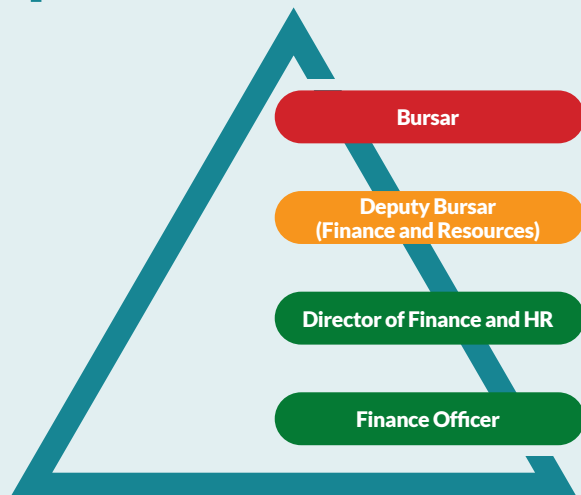 Bursar
Deputy Bursar
(Finance and Resources)
Director of Finance and HR
Finance Officer